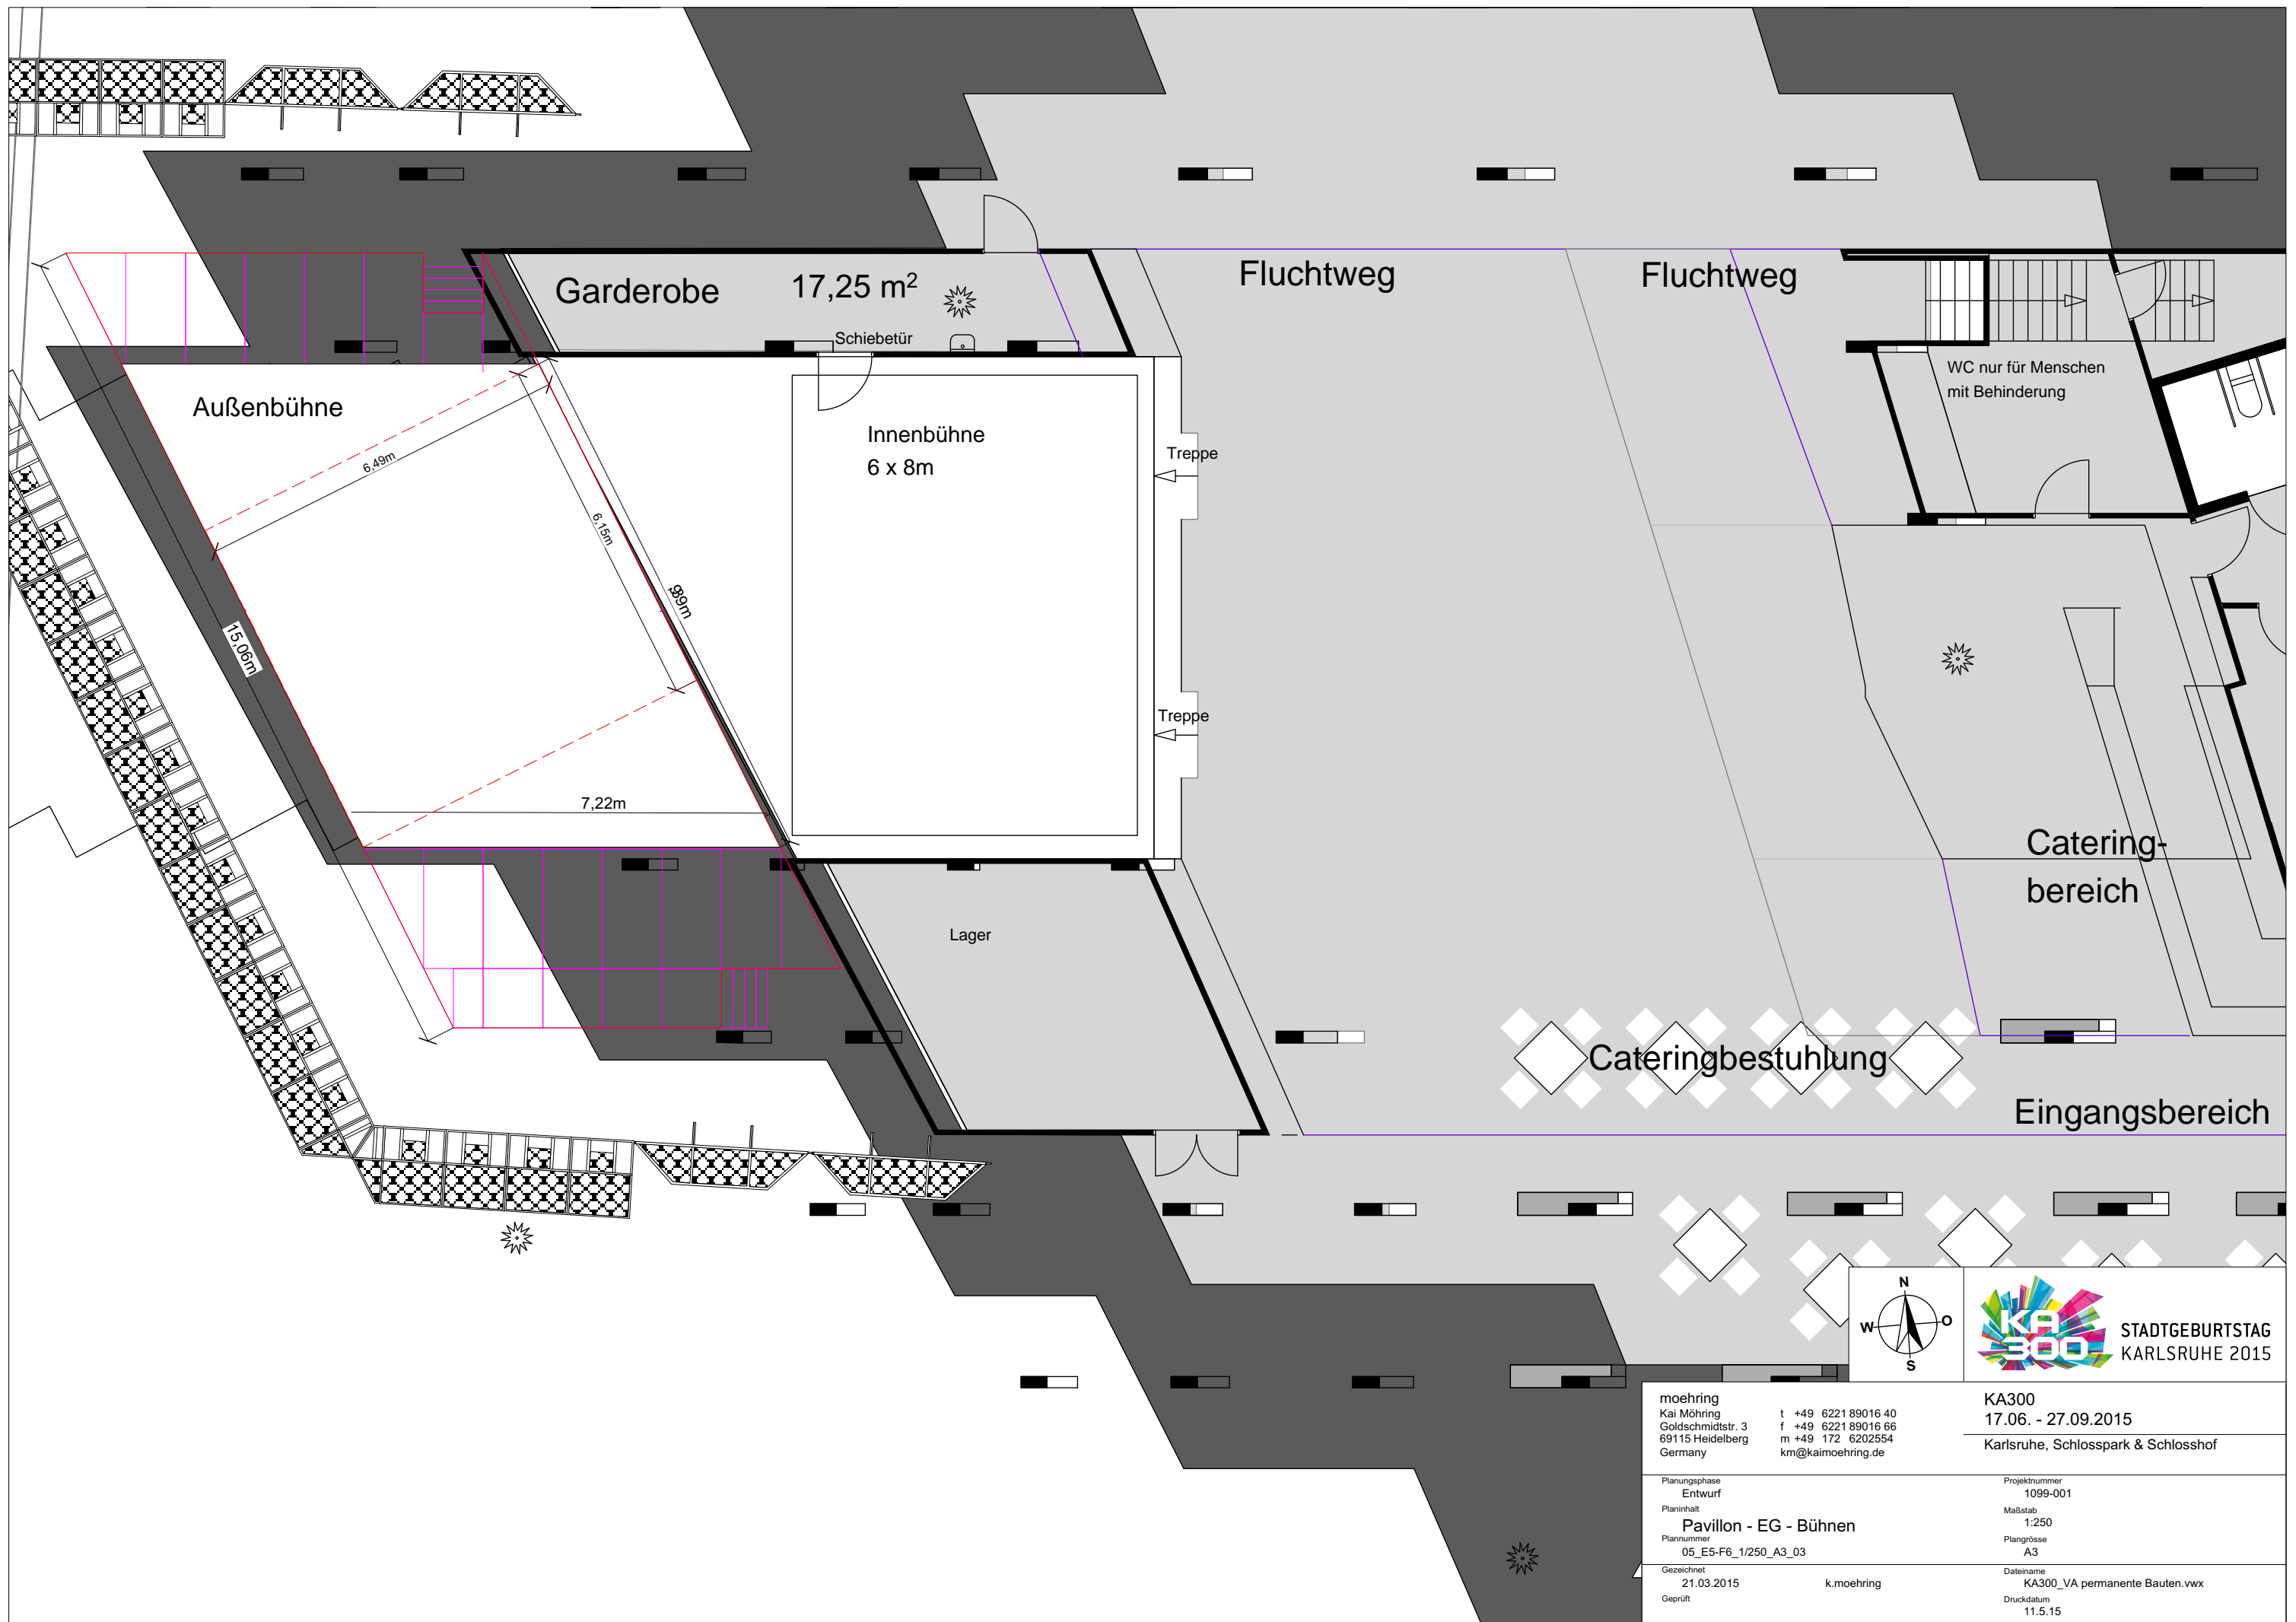 Garderobe 17,25 m²
Schiebetür
Fluchtweg
Fluchtweg
WC nur für Menschen
mit Behinderung
Außenbühne
Innenbühne
6 x 8m
Treppe
Treppe
6,49m
6,15m
15,06m
7,22m
Lager
Catering-
bereich
Cateringbestuhlung
Eingangsbereich
N
W
O
S
KA
300
STADTGEBURTSTAG
KARLSRUHE 2015
moehring
Kai Möhring t +49 6221 89016 40
Goldschmidtstr. 3 f +49 6221 89016 66
69115 Heidelberg m +49 172 6202554
Germany km@kaimoehring.de
KA300
17.06. - 27.09.2015
Karlsruhe, Schlosspark & Schlosshof
Planungsphase
Entwurf
Planinhalt
Pavillon - EG - Bühnen
Plannummer
05_E5-F6_1/250_A3_03
Gezeichnet
21.03.2015 k.moehring
Geprüft
Projektnummer
1099-001
Maßstab
1:250
Plangrösse
A3
Dateiname
KA300_VA permanente Bauten.vwx
Druckdatum
11.5.15